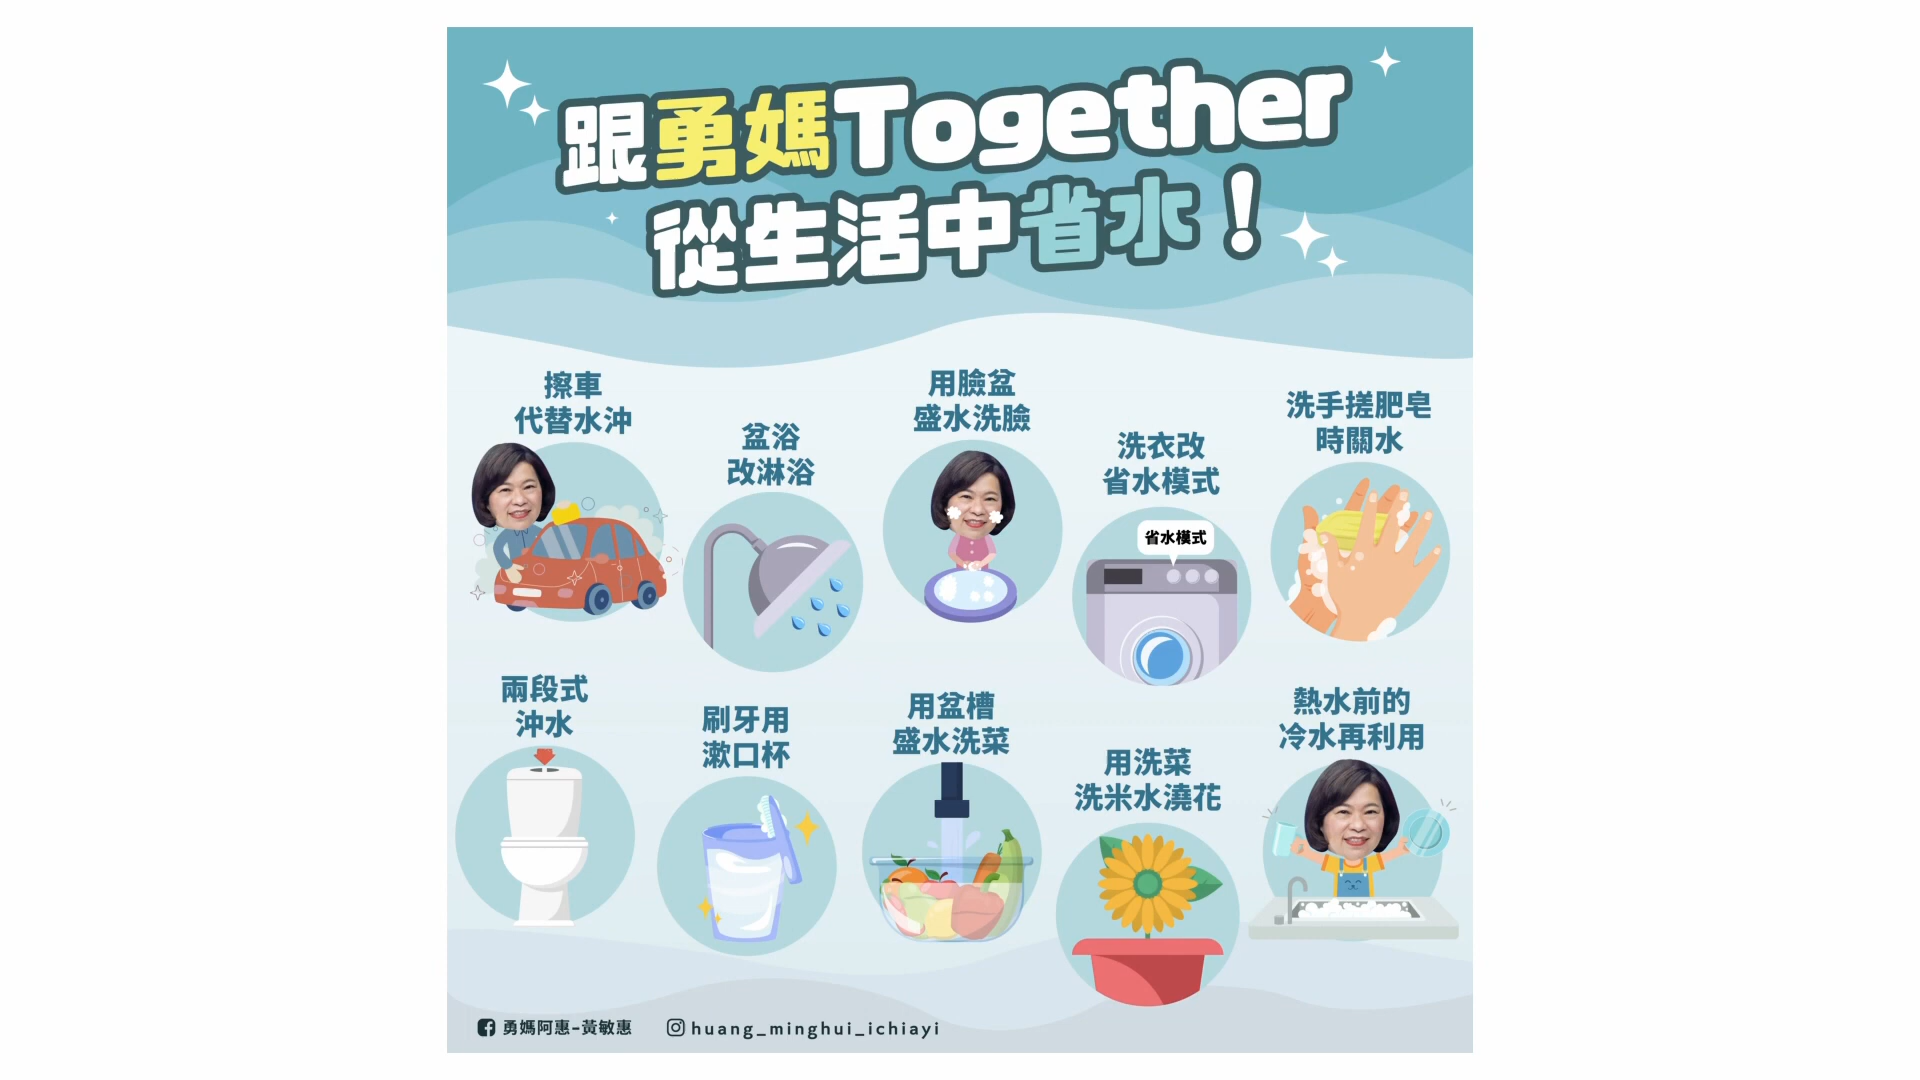 跟勇媽Together
從生活中省水！
擦車
代替水沖
盆浴
改淋浴
用臉盆
盛水洗臉
洗衣改
省水模式
省水模式
洗手搓肥皂
時關水
兩段式
沖水
刷牙用
漱口杯
用盆槽
盛水洗菜
用洗菜
洗米水澆花
熱水前的
冷水再利用
勇媽阿惠-黃敏惠
huang_minghui_ichiayi